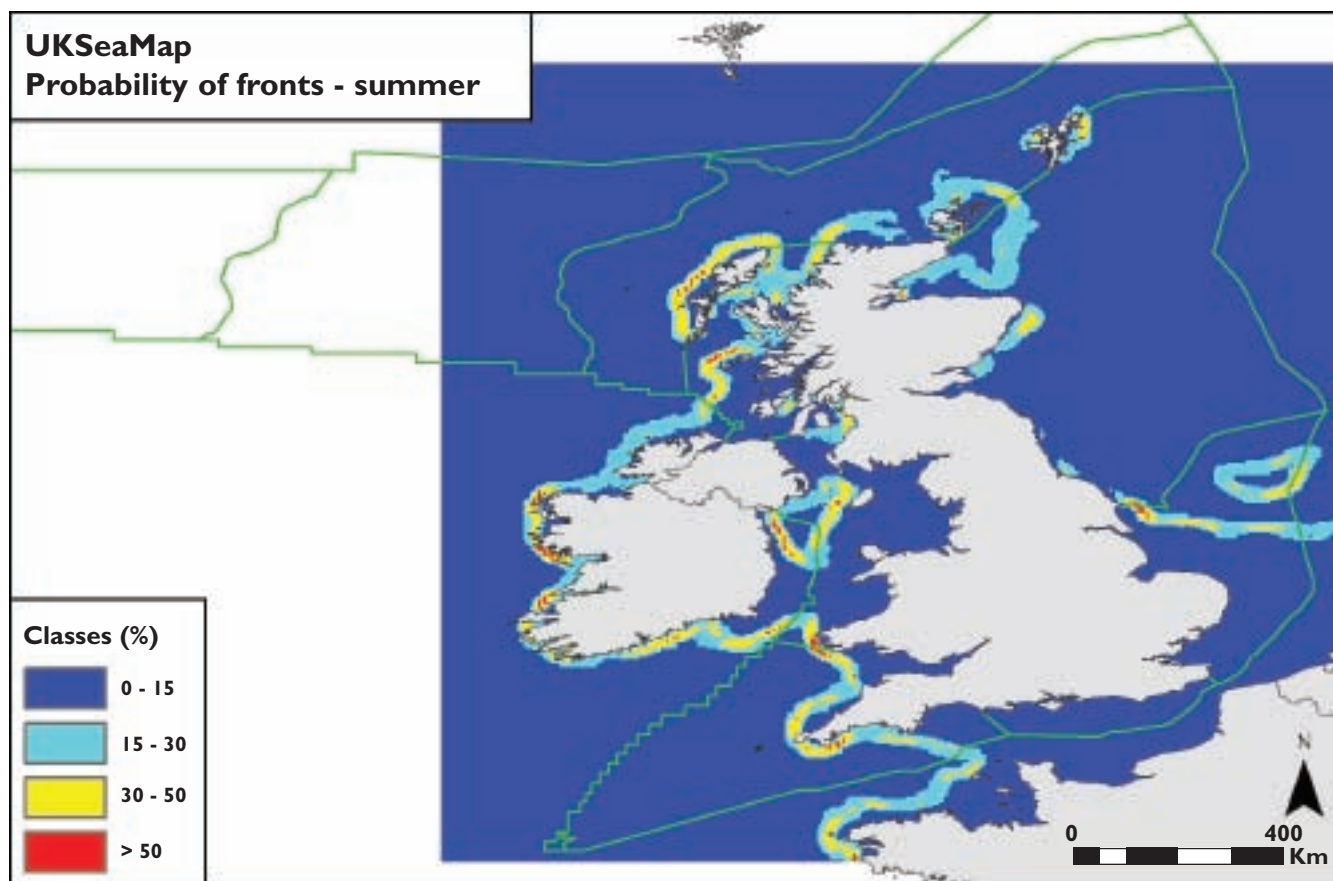 UKSeaMap
Probability of fronts - summer
Classes (%)
0 - 15
15 - 30
30 - 50
> 50
N
0 400
Km